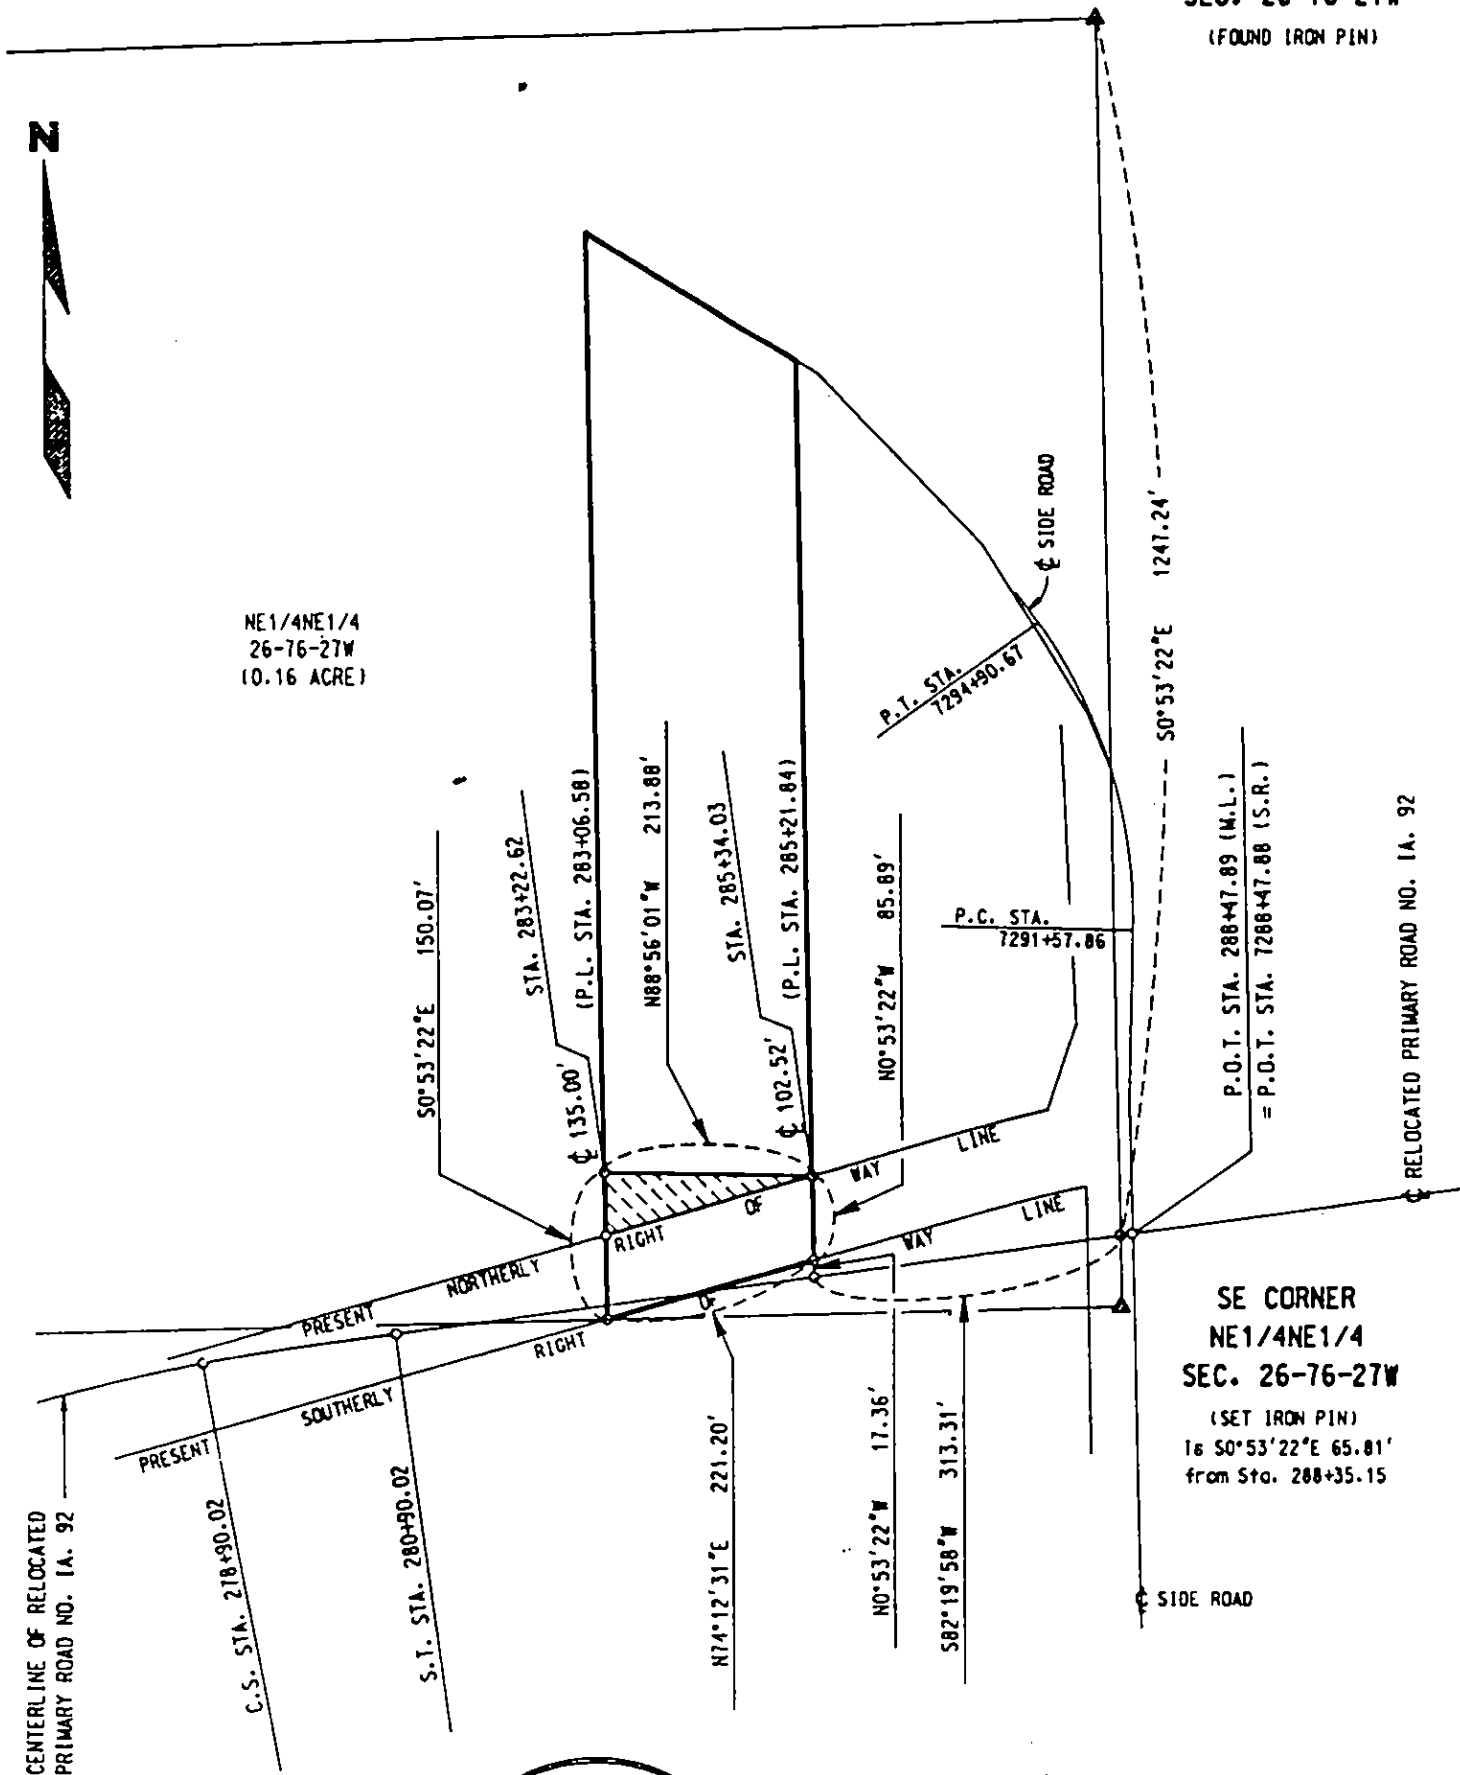 (FOUND IRON PIN)
N
NE1/4NE1/4
26-76-27W
(0.16 ACRE)
S0°53'22"E 150.07'
STA. 283+22.62
₵ 135.00'
(P.L. STA. 283+06.58)
N88°56'01"W 213.88'
STA. 285+34.03
₵ 102.52'
(P.L. STA. 285+21.84)
N0°53'22"W 85.89'
₵ SIDE ROAD
P.T. STA.
7294+90.67
P.C. STA.
7291+57.86
S0°53'22"E 1247.24'
P.O.T. STA. 288+47.89 (M.L.)
= P.O.T. STA. 7288+47.88 (S.R.)
₵ RELOCATED PRIMARY ROAD NO. IA. 92
PRESENT NORTHERLY RIGHT OF WAY LINE
PRESENT SOUTHERLY RIGHT OF WAY LINE
SE CORNER
NE1/4NE1/4
SEC. 26-76-27W
(SET IRON PIN)
Is S0°53'22"E 65.81'
from Sta. 288+35.15
CENTERLINE OF RELOCATED
PRIMARY ROAD NO. IA. 92
C.S. STA. 278+90.02
S.T. STA. 280+90.02
N74°12'31"E 221.20'
N0°53'22"W 17.36'
S82°19'58"W 313.31'
₵ SIDE ROAD